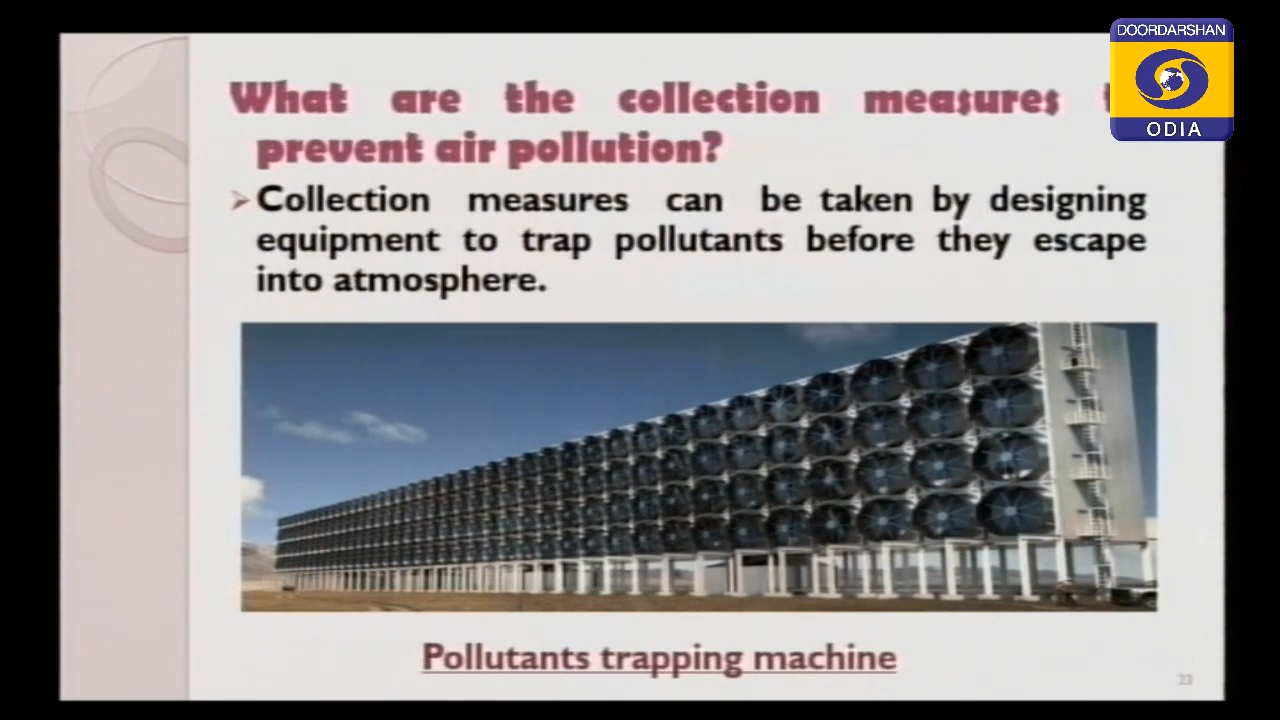 DOORDARSHAN
ODIA
What are the collection measures
prevent air pollution?
Collection measures can be taken by designing
equipment to trap pollutants before they escape
into atmosphere.
Pollutants trapping machine
23